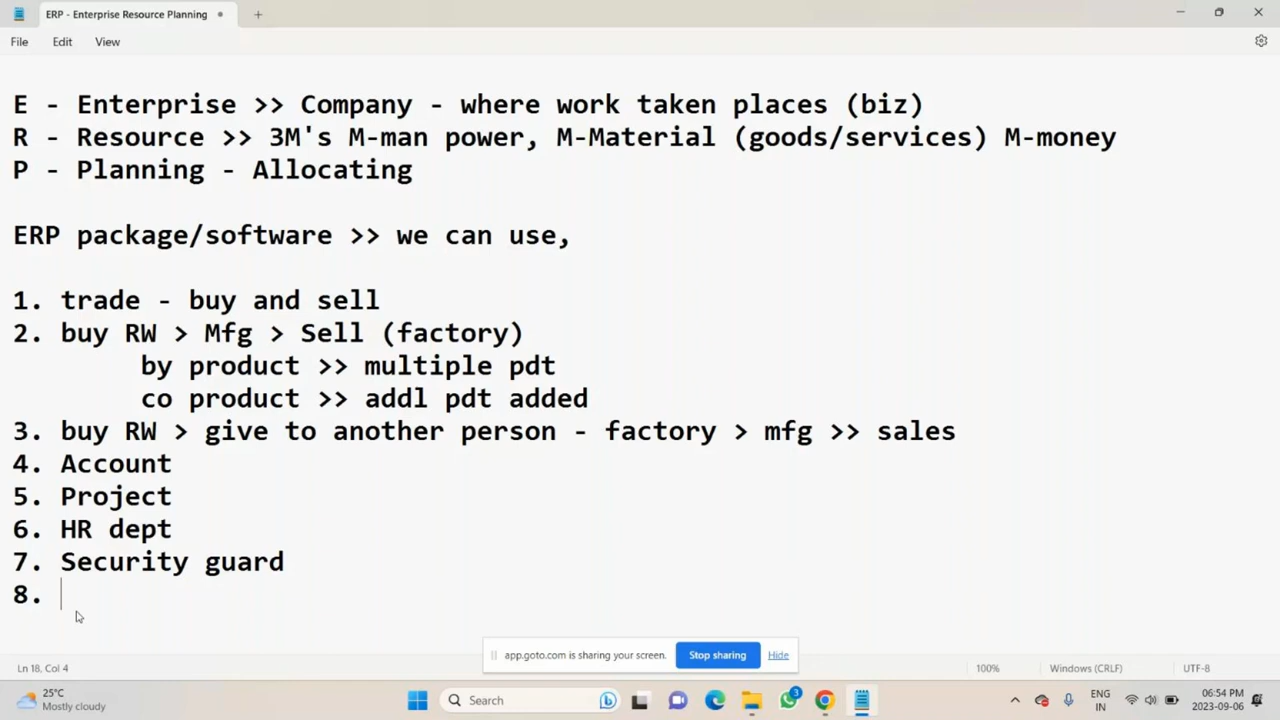 ERP - Enterprise Resource Planning
File Edit View
E - Enterprise >> Company - where work taken places (biz)
R - Resource >> 3M's M-man power, M-Material (goods/services) M-money
P - Planning - Allocating
ERP package/software >> we can use,
1. trade - buy and sell
2. buy RW > Mfg > Sell (factory)
by product >> multiple pdt
co product >> addl pdt added
3. buy RW > give to another person - factory > mfg >> sales
4. Account
5. Project
6. HR dept
7. Security guard
8.
app.goto.com is sharing your screen. Stop sharing Hide
Ln 18, Col 4 100% Windows (CRLF) UTF-8
25°C
Mostly cloudy
Search
3
ENG
IN
06:54 PM
2023-09-06